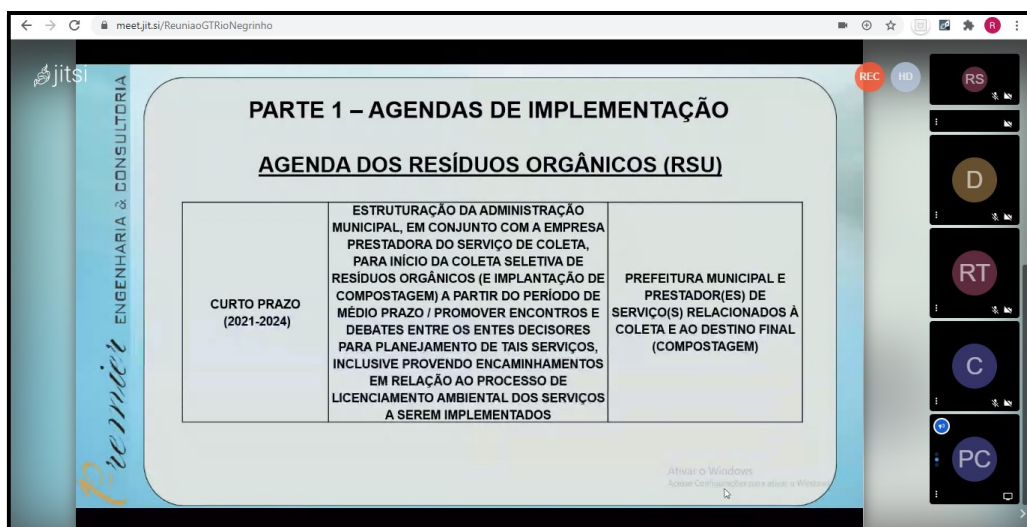 meet.jit.si/ReuniaoGTRioNegrinho
R
jitsi
REC
HD
RS
D
RT
C
PC
Premier ENGENHARIA & CONSULTORIA
PARTE 1 – AGENDAS DE IMPLEMENTAÇÃO
AGENDA DOS RESÍDUOS ORGÂNICOS (RSU)
CURTO PRAZO
(2021-2024)
ESTRUTURAÇÃO DA ADMINISTRAÇÃO
MUNICIPAL, EM CONJUNTO COM A EMPRESA
PRESTADORA DO SERVIÇO DE COLETA,
PARA INÍCIO DA COLETA SELETIVA DE
RESÍDUOS ORGÂNICOS (E IMPLANTAÇÃO DE
COMPOSTAGEM) A PARTIR DO PERÍODO DE
MÉDIO PRAZO / PROMOVER ENCONTROS E
DEBATES ENTRE OS ENTES DECISORES
PARA PLANEJAMENTO DE TAIS SERVIÇOS,
INCLUSIVE PROVENDO ENCAMINHAMENTOS
EM RELAÇÃO AO PROCESSO DE
LICENCIAMENTO AMBIENTAL DOS SERVIÇOS
A SEREM IMPLEMENTADOS
PREFEITURA MUNICIPAL E
PRESTADOR(ES) DE
SERVIÇO(S) RELACIONADOS À
COLETA E AO DESTINO FINAL
(COMPOSTAGEM)
Ativar o Windows
Acesse Configurações para ativar o Windows